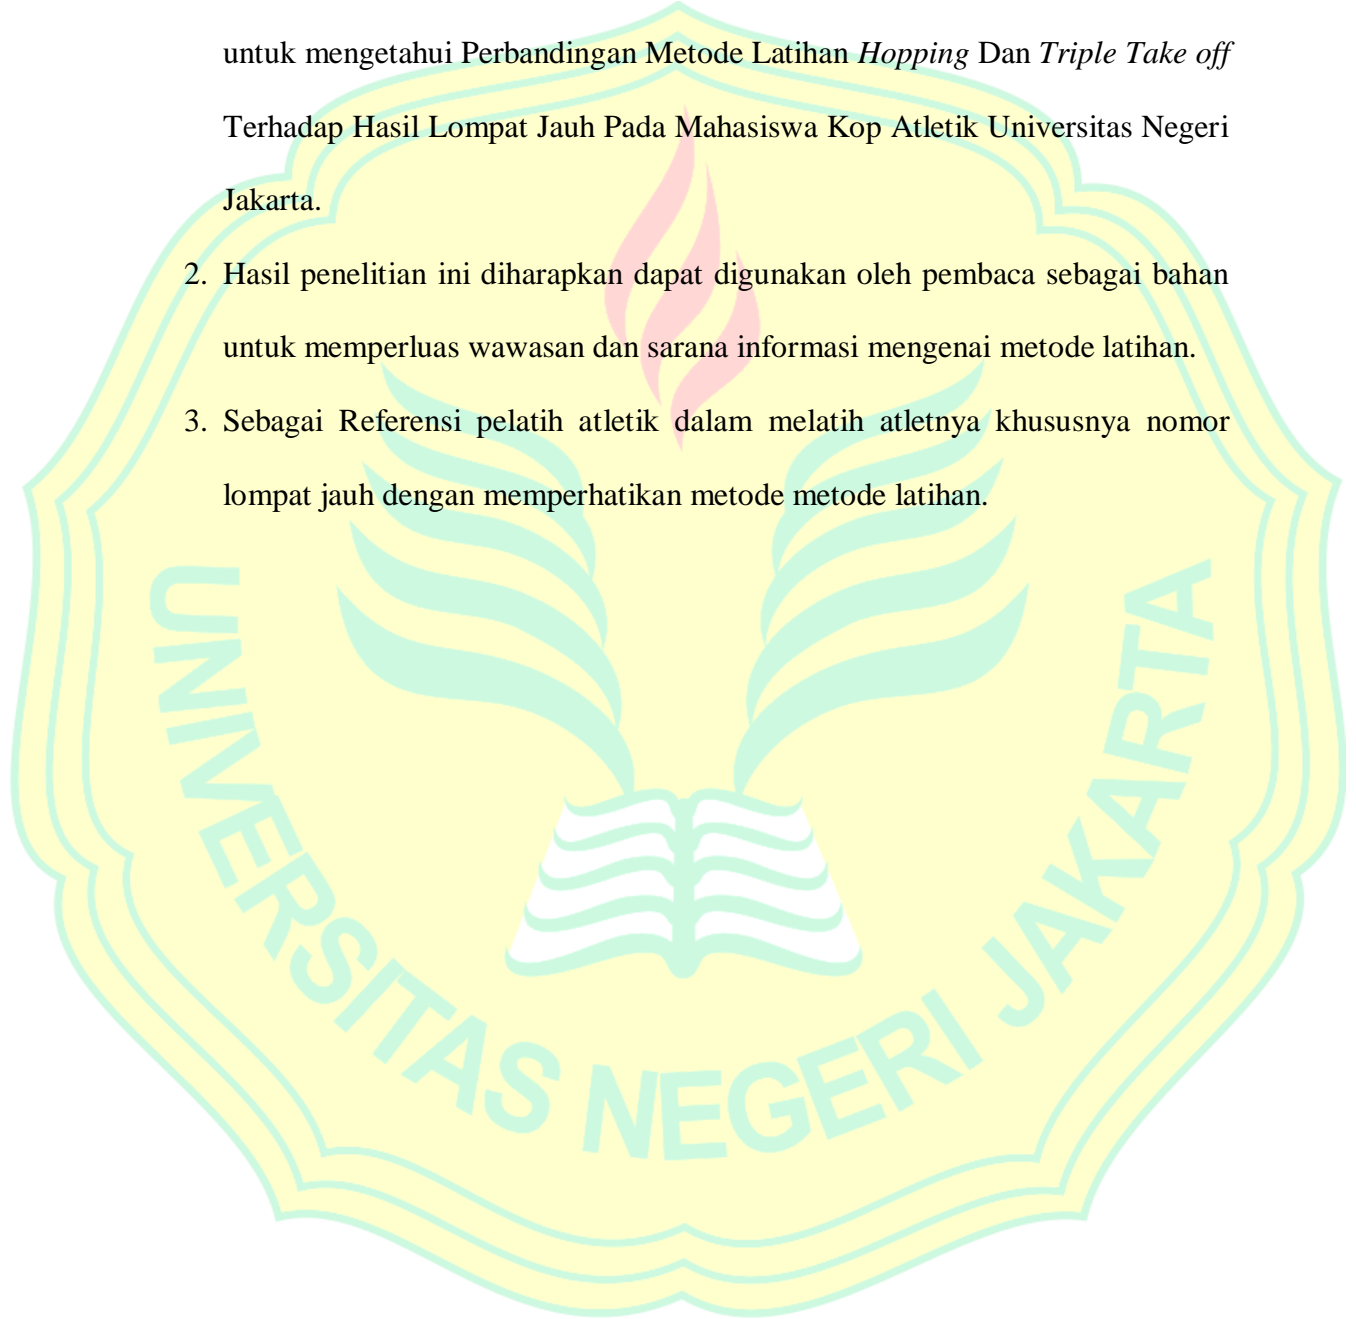 untuk mengetahui Perbandingan Metode Latihan Hopping Dan Triple Take off
Terhadap Hasil Lompat Jauh Pada Mahasiswa Kop Atletik Universitas Negeri
Jakarta.
2. Hasil penelitian ini diharapkan dapat digunakan oleh pembaca sebagai bahan
untuk memperluas wawasan dan sarana informasi mengenai metode latihan.
3. Sebagai Referensi pelatih atletik dalam melatih atletnya khususnya nomor
lompat jauh dengan memperhatikan metode metode latihan.
UNIVERSITAS NEGERI JAKARTA